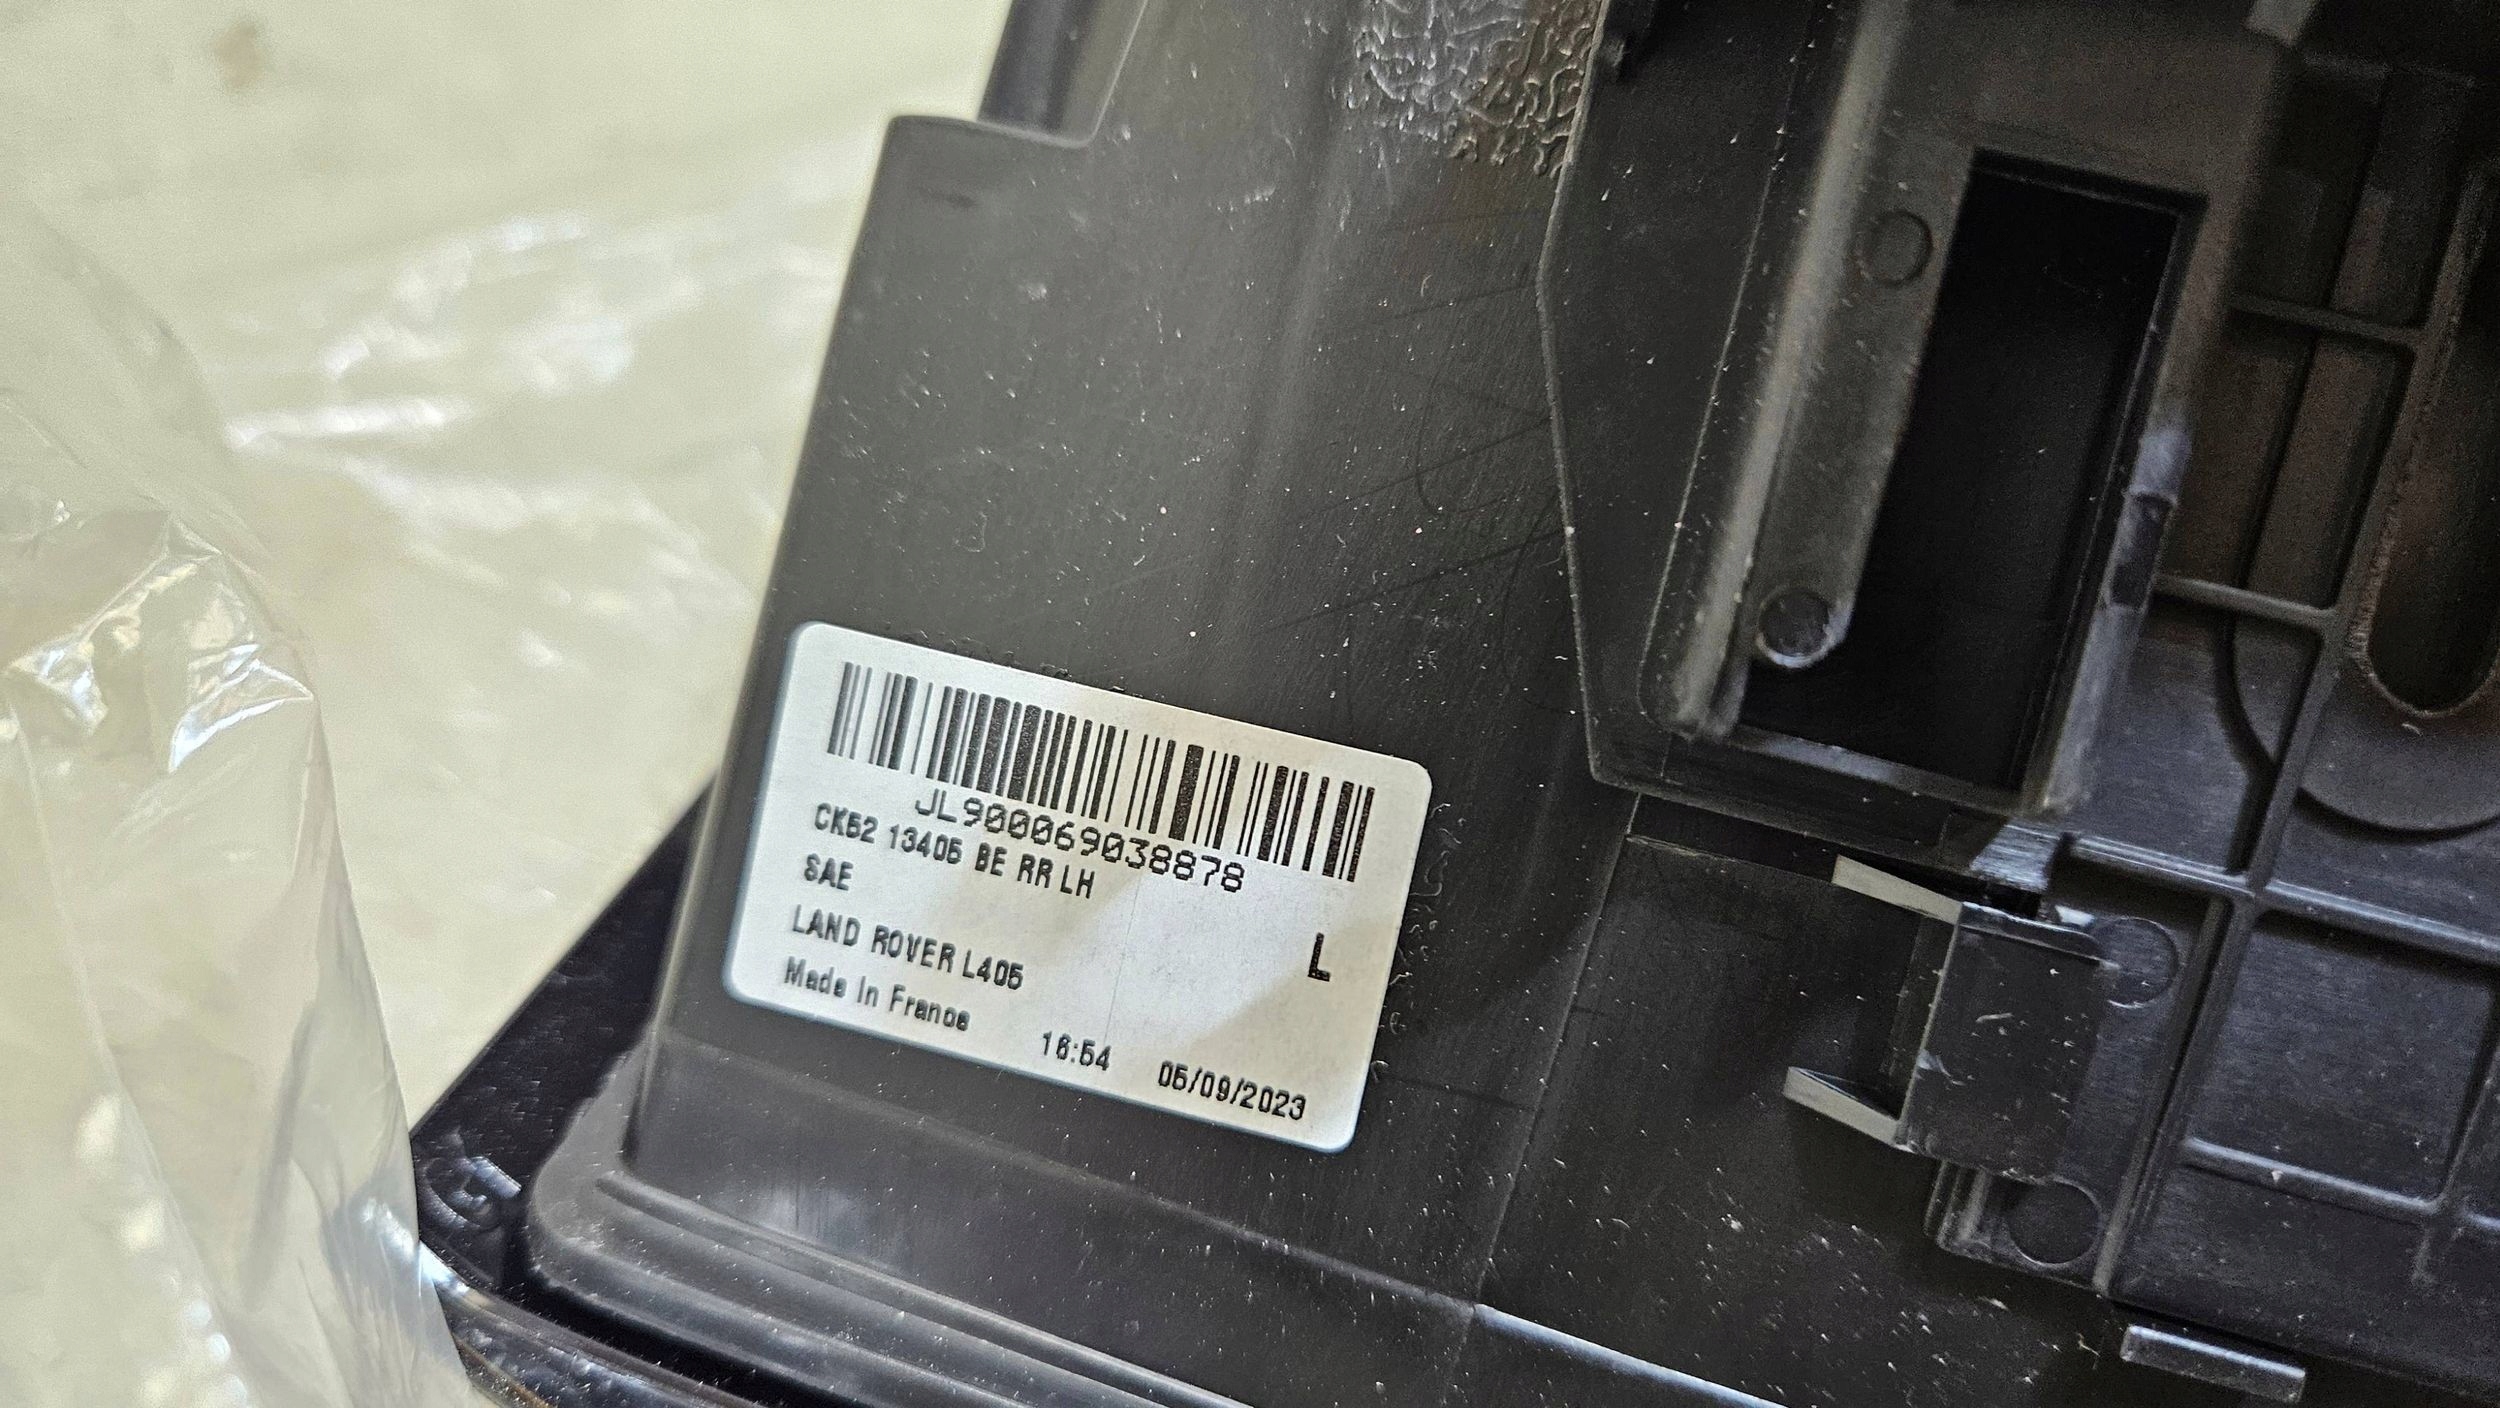 JL900069038878
CK52 13405 BE RR LH
SAE
LAND ROVER L405
L
Made In France
16:54 05/09/2023